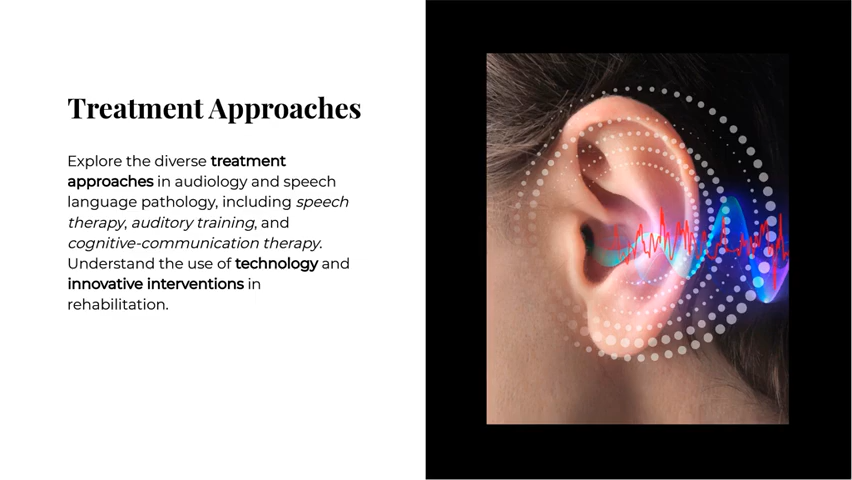 Treatment Approaches
Explore the diverse treatment
approaches in audiology and speech
language pathology, including speech
therapy, auditory training, and
cognitive-communication therapy.
Understand the use of technology and
innovative interventions in
rehabilitation.